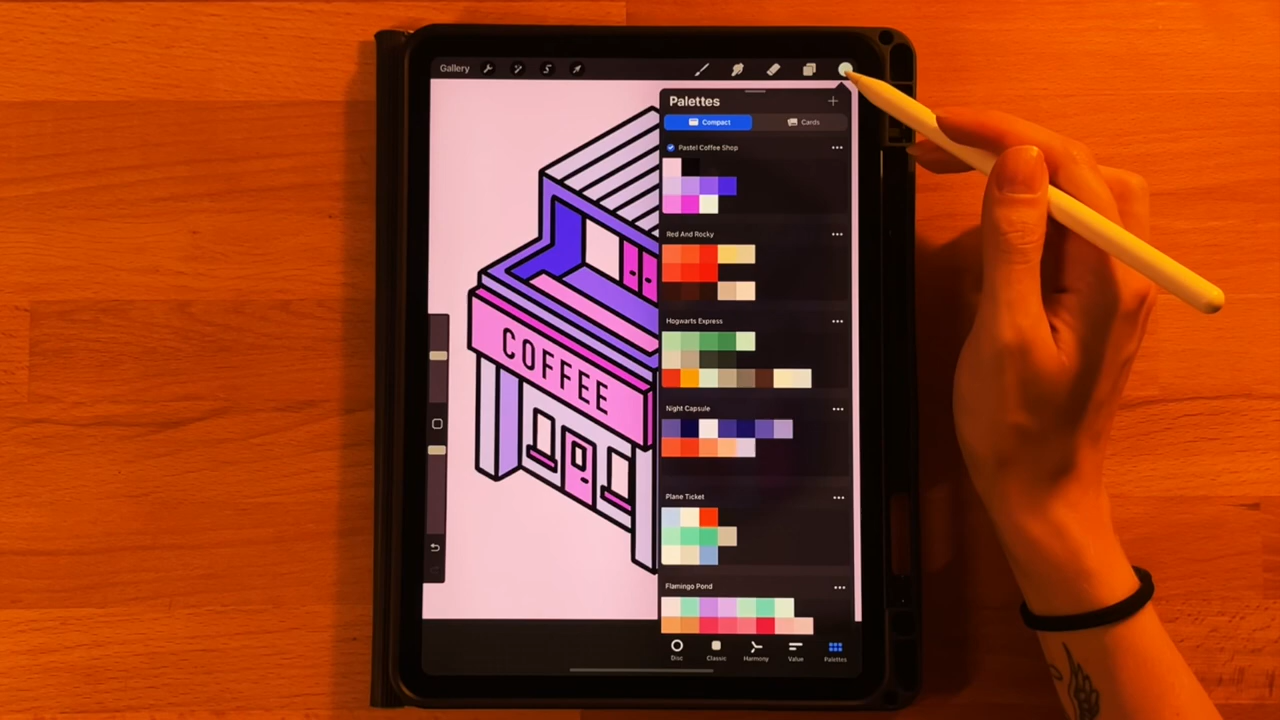 Gallery
Palettes
Compact
Cards
Pastel Coffee Shop
Red And Rocky
Hogwarts Express
COFFEE
Night Capsule
Plane Ticket
Flamingo Pond
Disc
Classic
Harmony
Value
Palettes